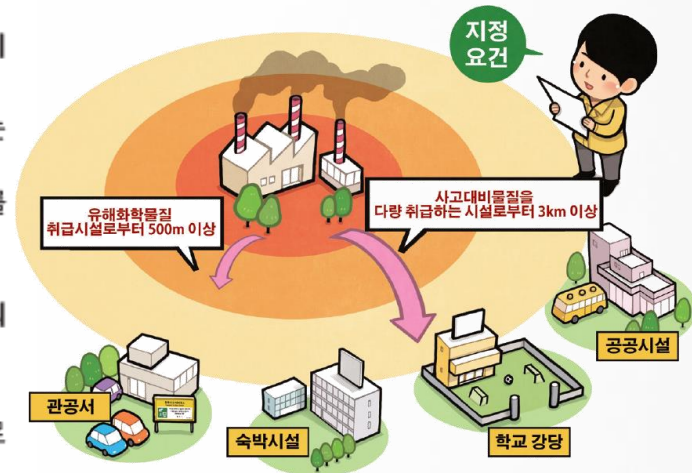 지정
요건
유해화학물질
취급시설로부터 500m 이상
사고대비물질을
다량 취급하는 시설로부터 3km 이상
공공시설
관공서
숙박시설
학교 강당